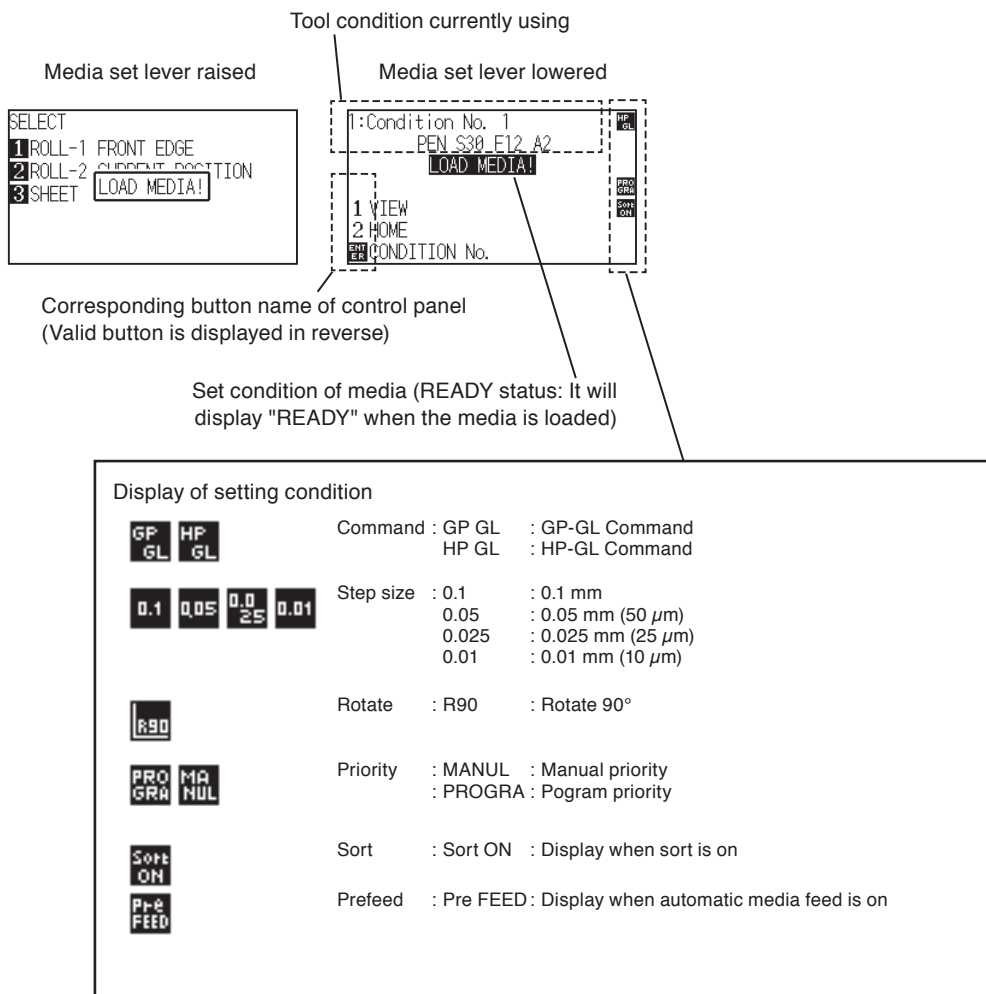 Tool condition currently using
Media set lever raised
Media set lever lowered
SELECT
1 ROLL-1 FRONT EDGE
2 ROLL-2 CURRENT POSITION
3 SHEET
LOAD MEDIA!
1:Condition No. 1
PEN S30 F12 A2
LOAD MEDIA!
1 VIEW
2 HOME
ENTER CONDITION No.
HP GL
PRO GRA
Sort ON
Corresponding button name of control panel
(Valid button is displayed in reverse)
Set condition of media (READY status: It will
display "READY" when the media is loaded)
Display of setting condition
GP GL HP GL Command : GP GL : GP-GL Command
HP GL : HP-GL Command
0.1 0.05 0.025 0.01 Step size : 0.1 : 0.1 mm
0.05 : 0.05 mm (50 µm)
0.025 : 0.025 mm (25 µm)
0.01 : 0.01 mm (10 µm)
R90 Rotate : R90 : Rotate 90°
PRO GRA MA NUL Priority : MANUL : Manual priority
: PROGRA : Pogram priority
Sort ON Sort : Sort ON : Display when sort is on
Pre FEED Prefeed : Pre FEED : Display when automatic media feed is on